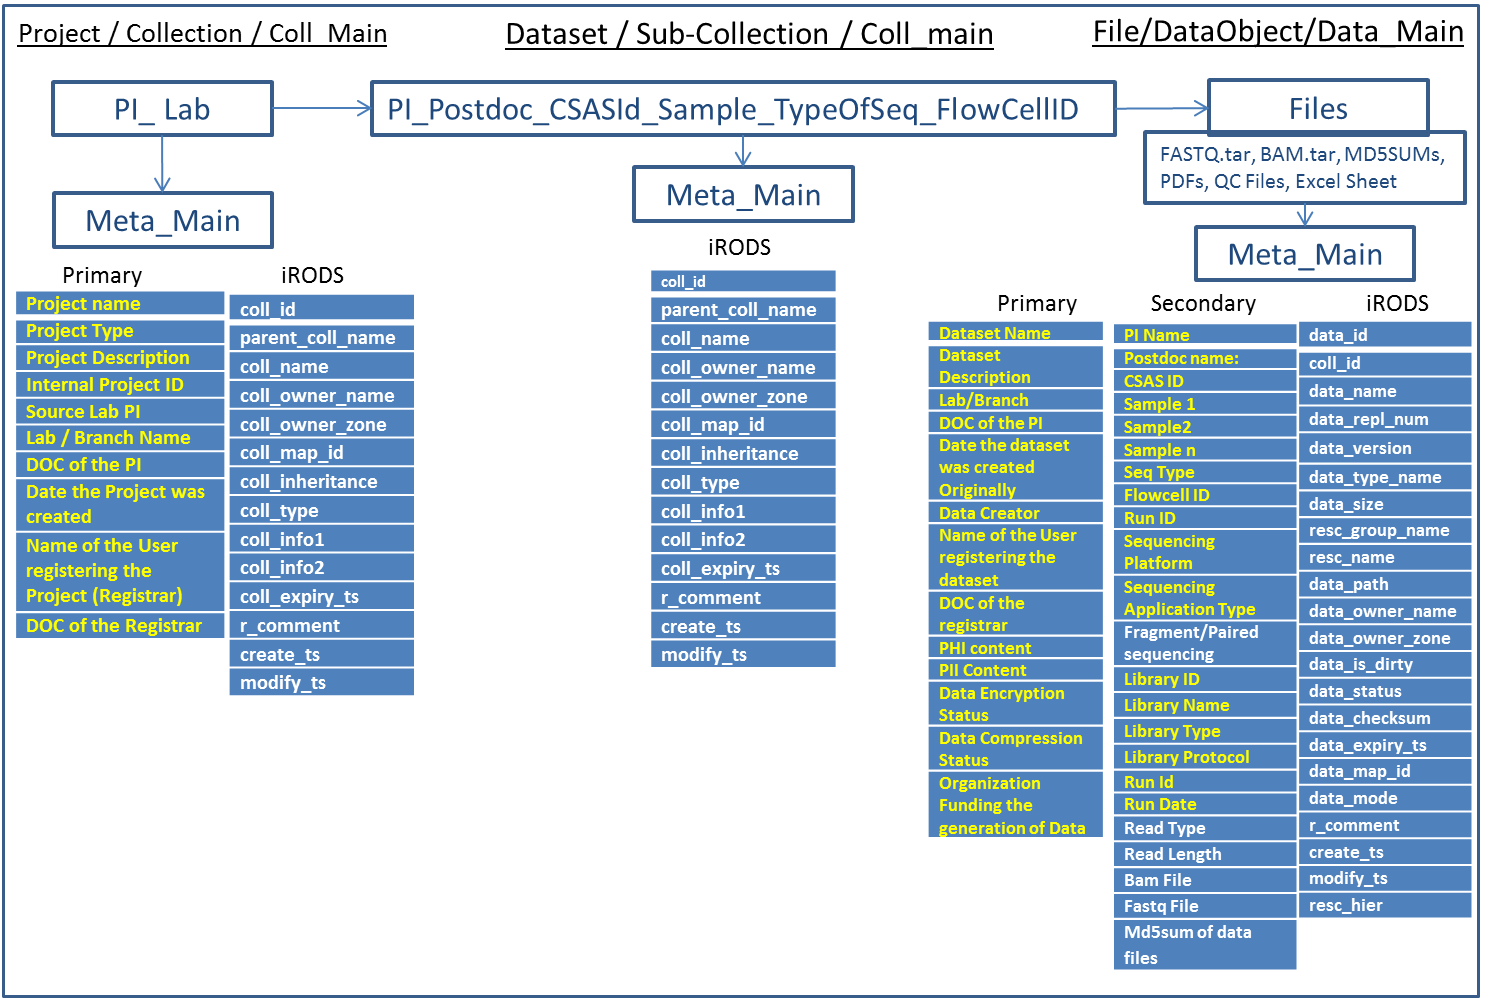 Project / Collection / Coll_Main
Dataset / Sub-Collection / Coll_main
File/DataObject/Data_Main
PI_ Lab
PI_Postdoc_CSASId_Sample_TypeOfSeq_FlowCellID
Files
FASTQ.tar, BAM.tar, MD5SUMs,
PDFs, QC Files, Excel Sheet
Meta_Main
Meta_Main
Meta_Main
Primary
Project name
Project Type
Project Description
Internal Project ID
Source Lab PI
Lab / Branch Name
DOC of the PI
Date the Project was
created
Name of the User
registering the
Project (Registrar)
DOC of the Registrar
iRODS
coll_id
parent_coll_name
coll_name
coll_owner_name
coll_owner_zone
coll_map_id
coll_inheritance
coll_type
coll_info1
coll_info2
coll_expiry_ts
r_comment
create_ts
modify_ts
iRODS
coll_id
parent_coll_name
coll_name
coll_owner_name
coll_owner_zone
coll_map_id
coll_inheritance
coll_type
coll_info1
coll_info2
coll_expiry_ts
r_comment
create_ts
modify_ts
Primary
Dataset Name
Dataset
Description
Lab/Branch
DOC of the PI
Date the dataset
was created
Originally
Data Creator
Name of the User
registering the
dataset
DOC of the
registrar
PHI content
PII Content
Data Encryption
Status
Data Compression
Status
Organization
Funding the
generation of Data
Secondary
PI Name
Postdoc name:
CSAS ID
Sample 1
Sample2
Sample n
Seq Type
Flowcell ID
Run ID
Sequencing
Platform
Sequencing
Application Type
Fragment/Paired
sequencing
Library ID
Library Name
Library Type
Library Protocol
Run Id
Run Date
Read Type
Read Length
Bam File
Fastq File
Md5sum of data
files
iRODS
data_id
coll_id
data_name
data_repl_num
data_version
data_type_name
data_size
resc_group_name
resc_name
data_path
data_owner_name
data_owner_zone
data_is_dirty
data_status
data_checksum
data_expiry_ts
data_map_id
data_mode
r_comment
create_ts
modify_ts
resc_hier